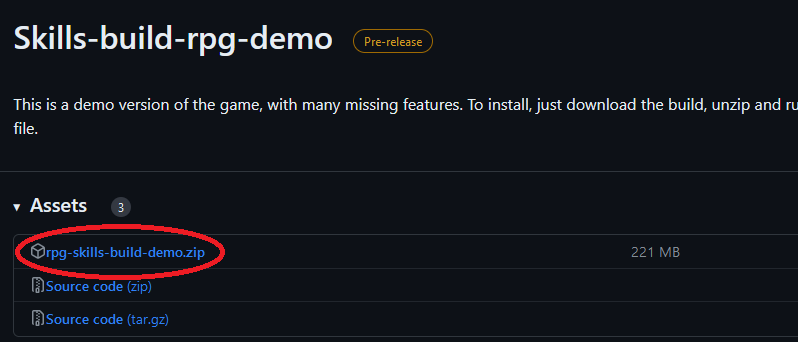 Skills-build-rpg-demo Pre-release
This is a demo version of the game, with many missing features. To install, just download the build, unzip and ru
file.
▾ Assets 3
rpg-skills-build-demo.zip 221 MB
Source code (zip)
Source code (tar.gz)